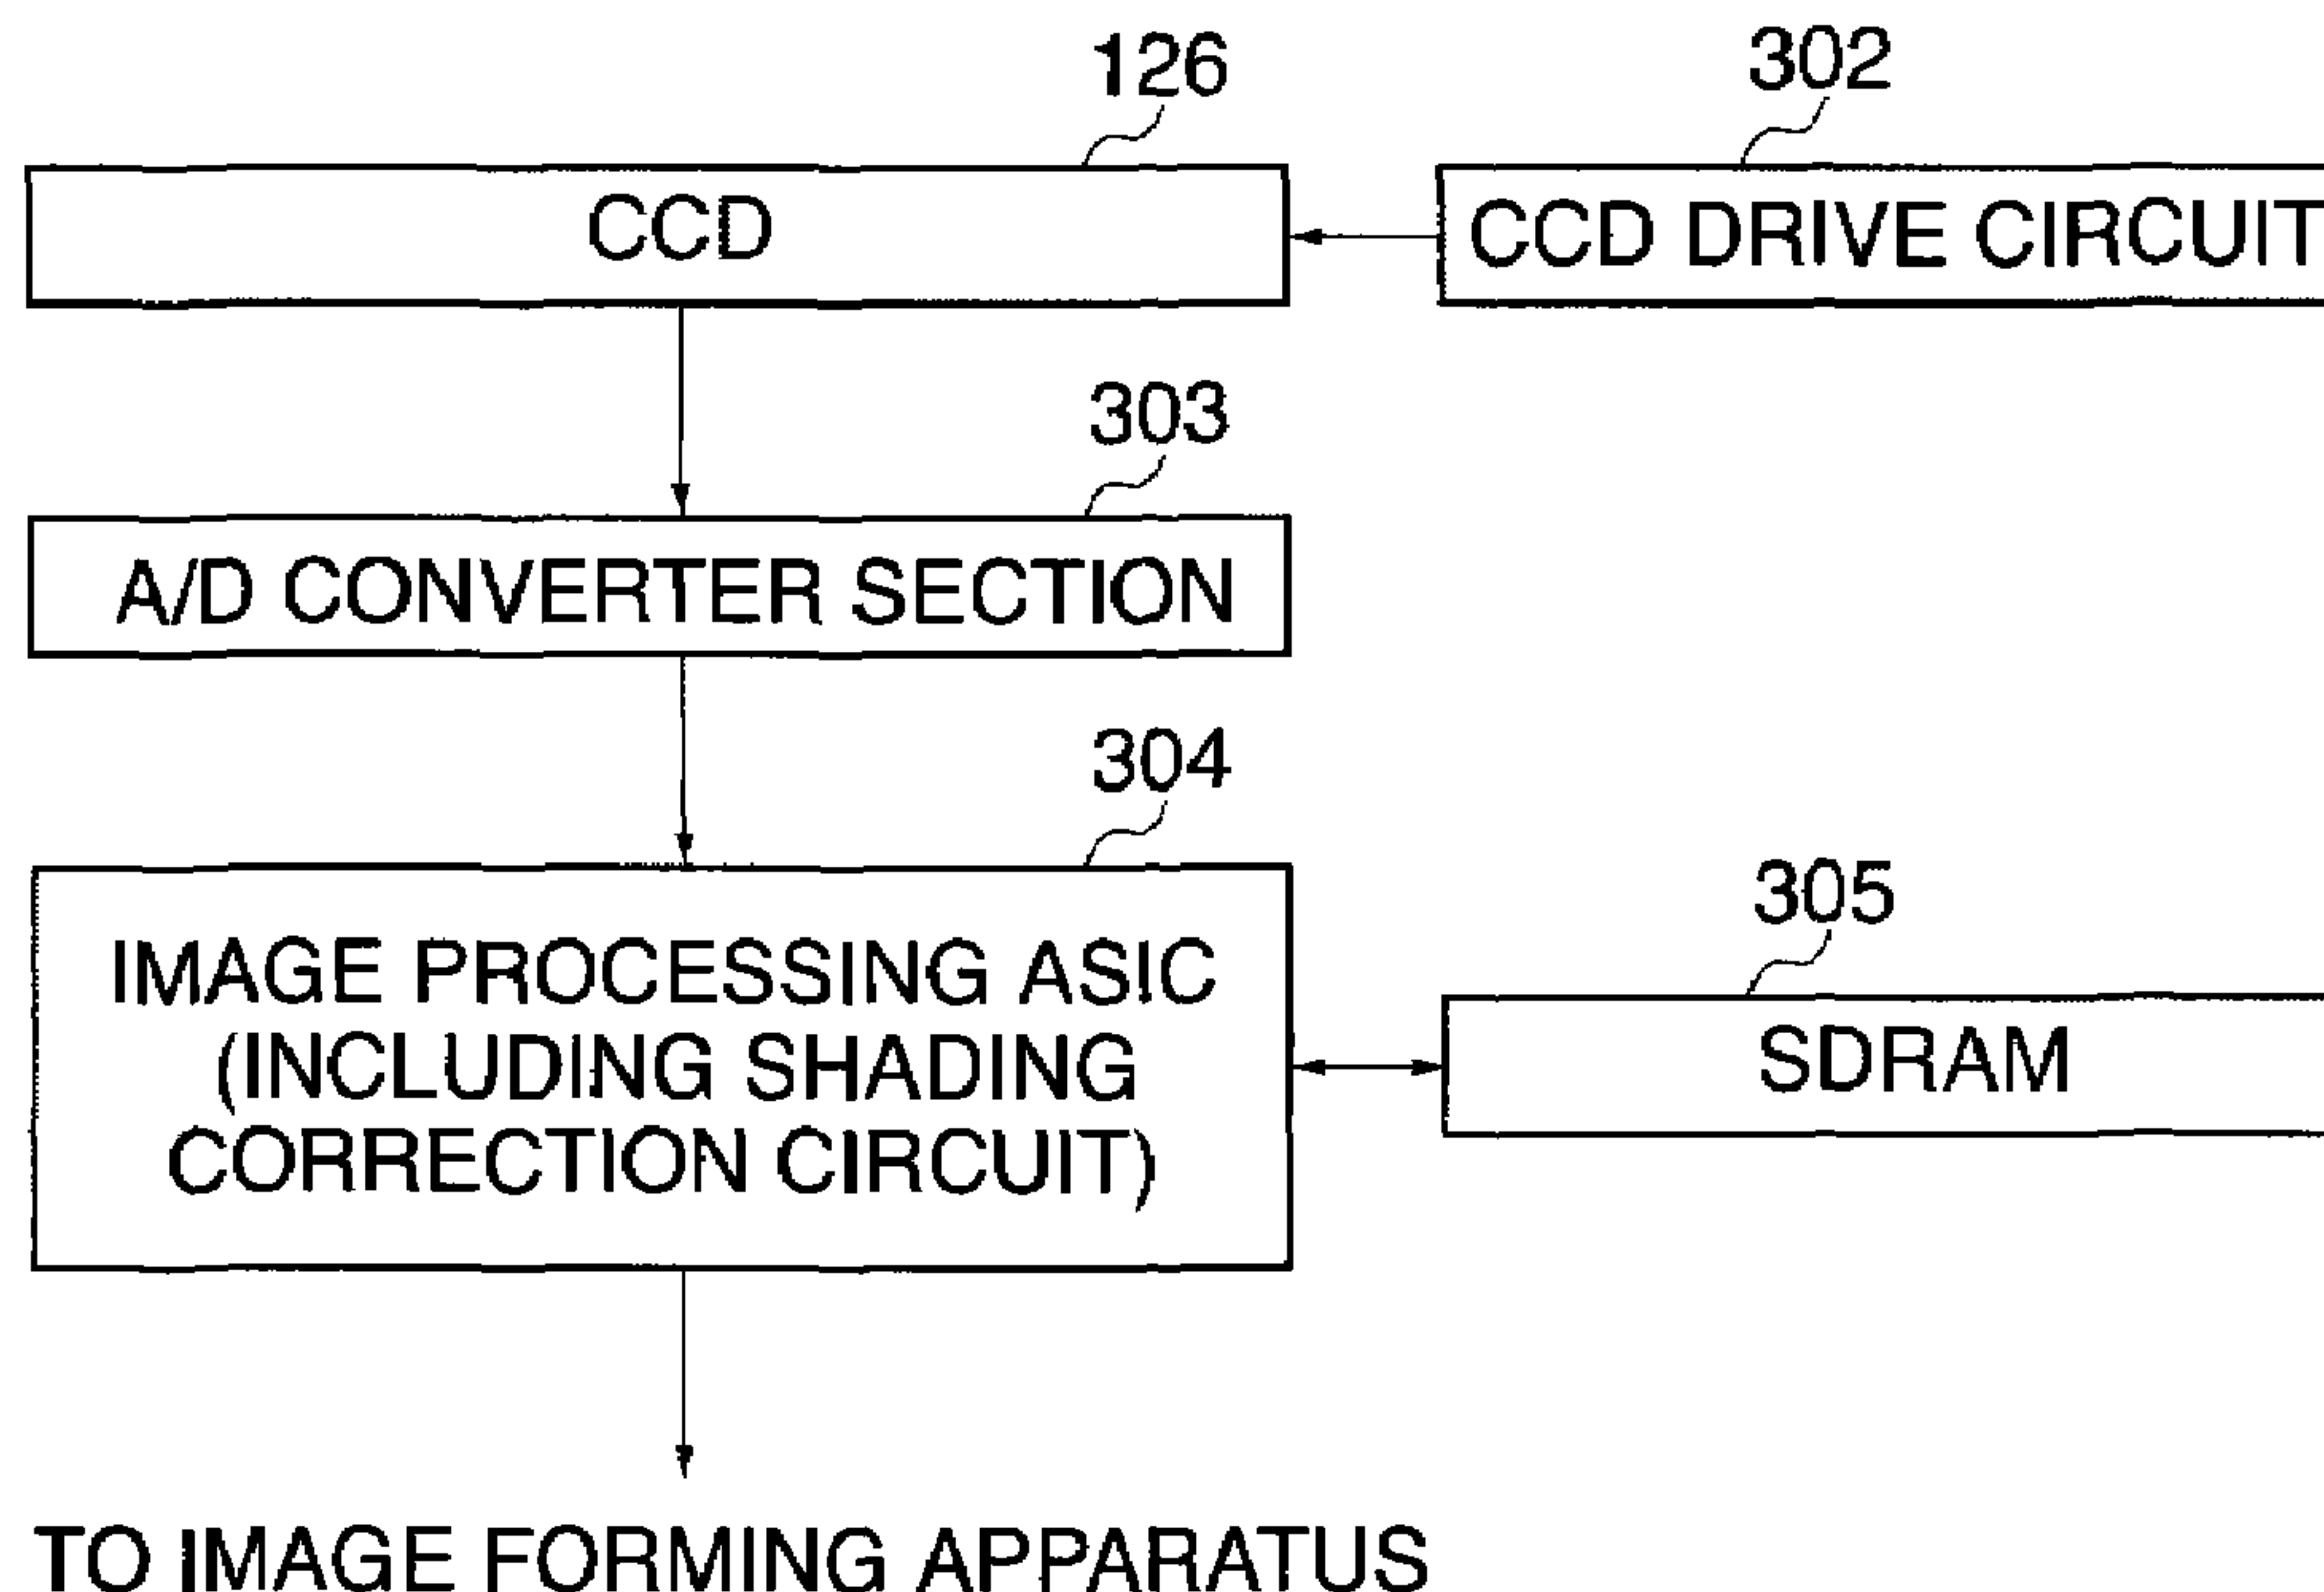 126
302
CCD
CCD DRIVE CIRCUIT
303
A/D CONVERTER SECTION
304
IMAGE PROCESSING ASIC
(INCLUDING SHADING
CORRECTION CIRCUIT)
305
SDRAM
TO IMAGE FORMING APPARATUS